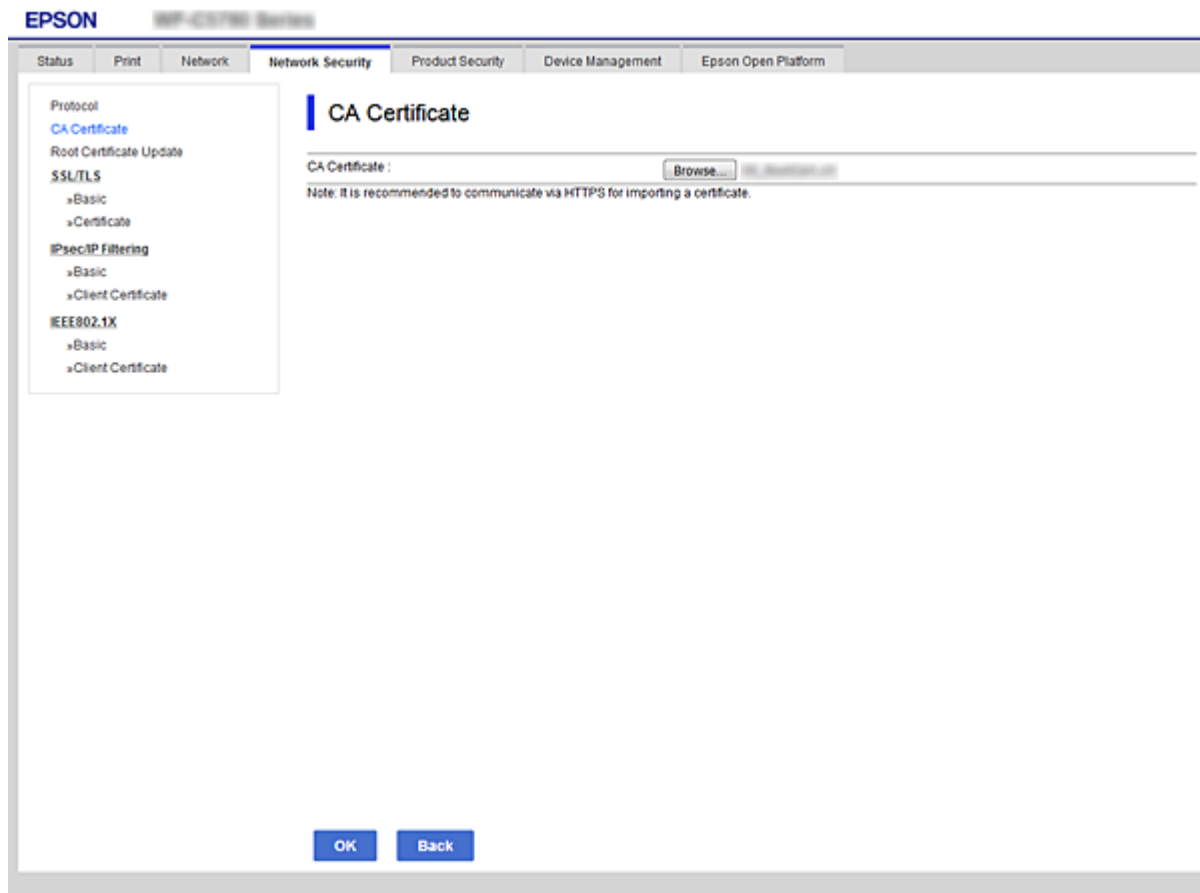 EPSON
Status Print Network Network Security Product Security Device Management Epson Open Platform
Protocol
CA Certificate
Root Certificate Update
SSL/TLS
»Basic
»Certificate
IPsec/IP Filtering
»Basic
»Client Certificate
IEEE802.1X
»Basic
»Client Certificate
CA Certificate
CA Certificate : Browse...
Note: It is recommended to communicate via HTTPS for importing a certificate.
OK Back